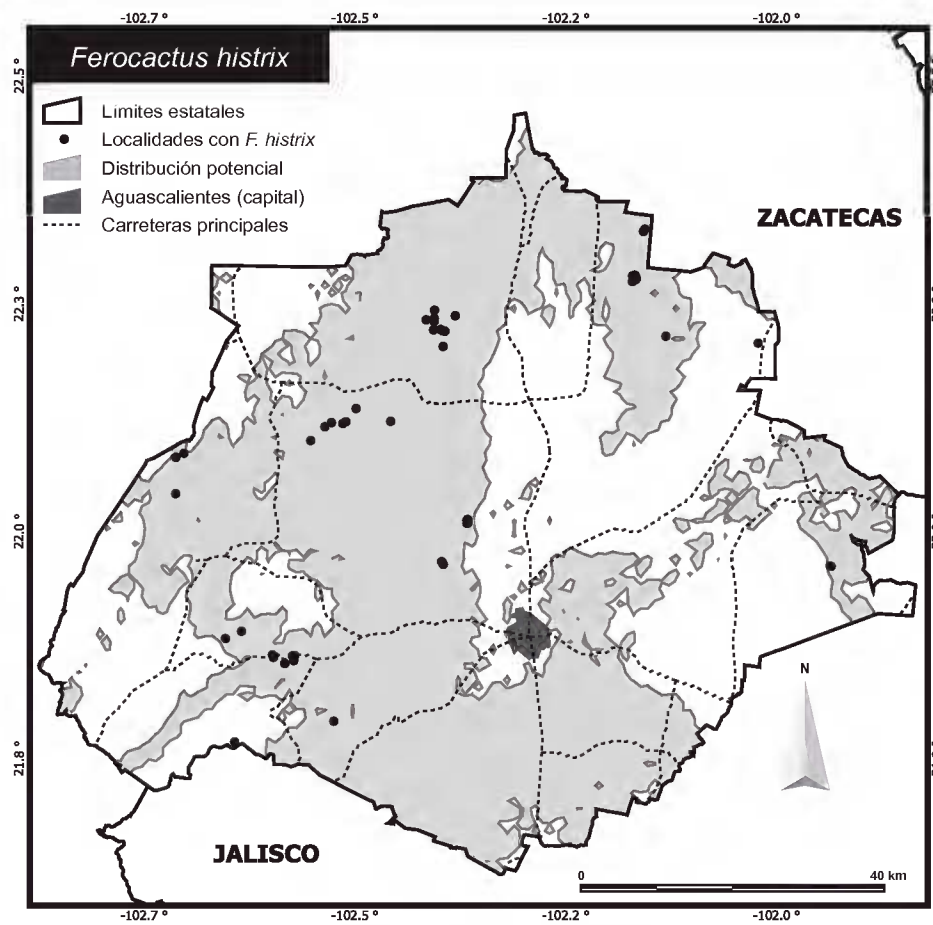 -102.7 °
-102.5 °
-102.2 °
-102.0 °
Ferocactus histrix
Limites estatales
Localidades con F. histrix
Distribución potencial
Aguascalientes (capital)
Carreteras principales
ZACATECAS
22.5 °
22.3 °
22.0 °
21.8 °
N
JALISCO
0
40 km
-102.7 °
-102.5 °
-102.2 °
-102.0 °